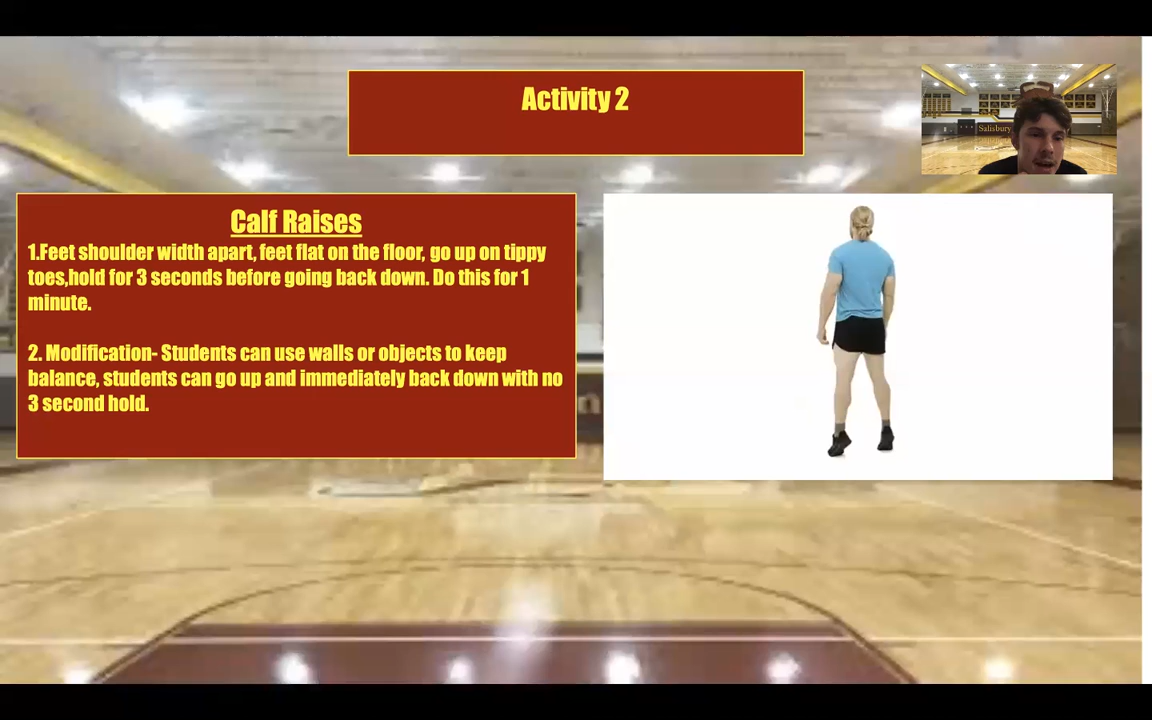 Activity 2
Salisbury
Calf Raises
1.Feet shoulder width apart, feet flat on the floor, go up on tippy
toes,hold for 3 seconds before going back down. Do this for 1
minute.
2. Modification- Students can use walls or objects to keep
balance, students can go up and immediately back down with no
3 second hold.